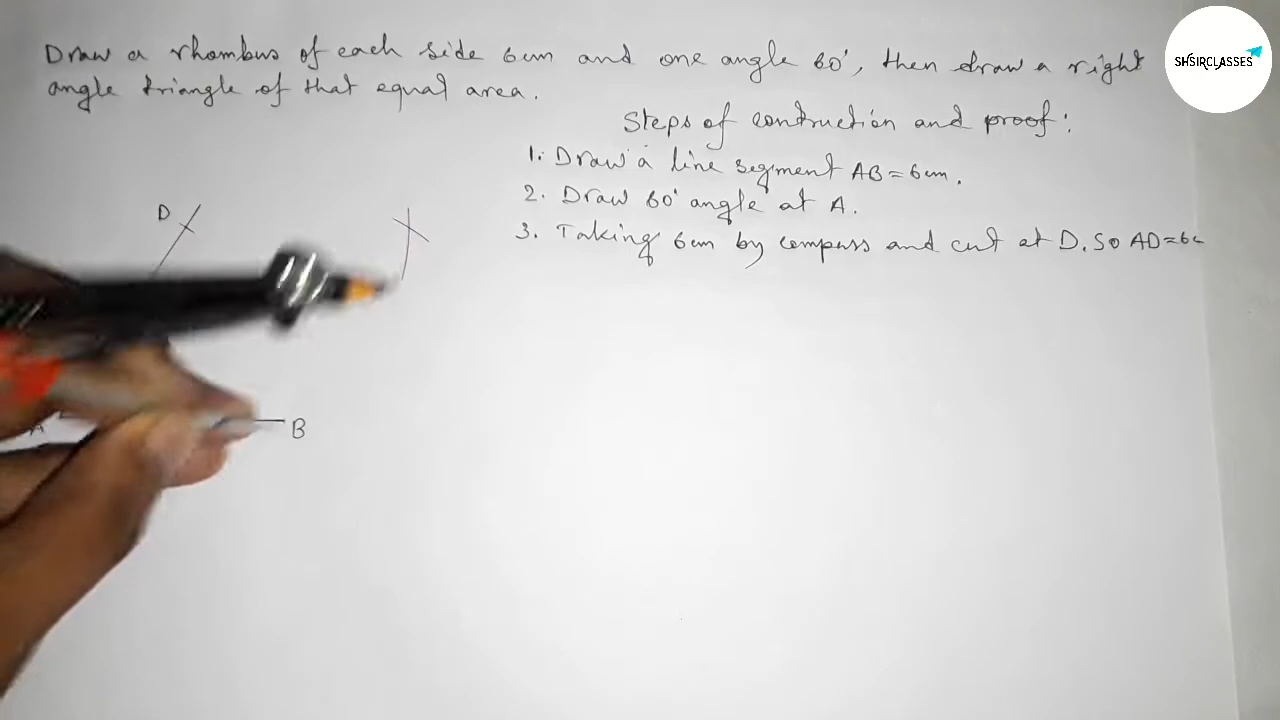 Draw a rhombus of each side 6cm and one angle 60°, then draw a right
angle triangle of that equal area.
SHSIRCLASSES
Steps of construction and proof:
1. Draw a line segment AB = 6cm.
2. Draw 60° angle at A.
3. Taking 6cm by compass and cut at D. So AD = 6c
D
A
B